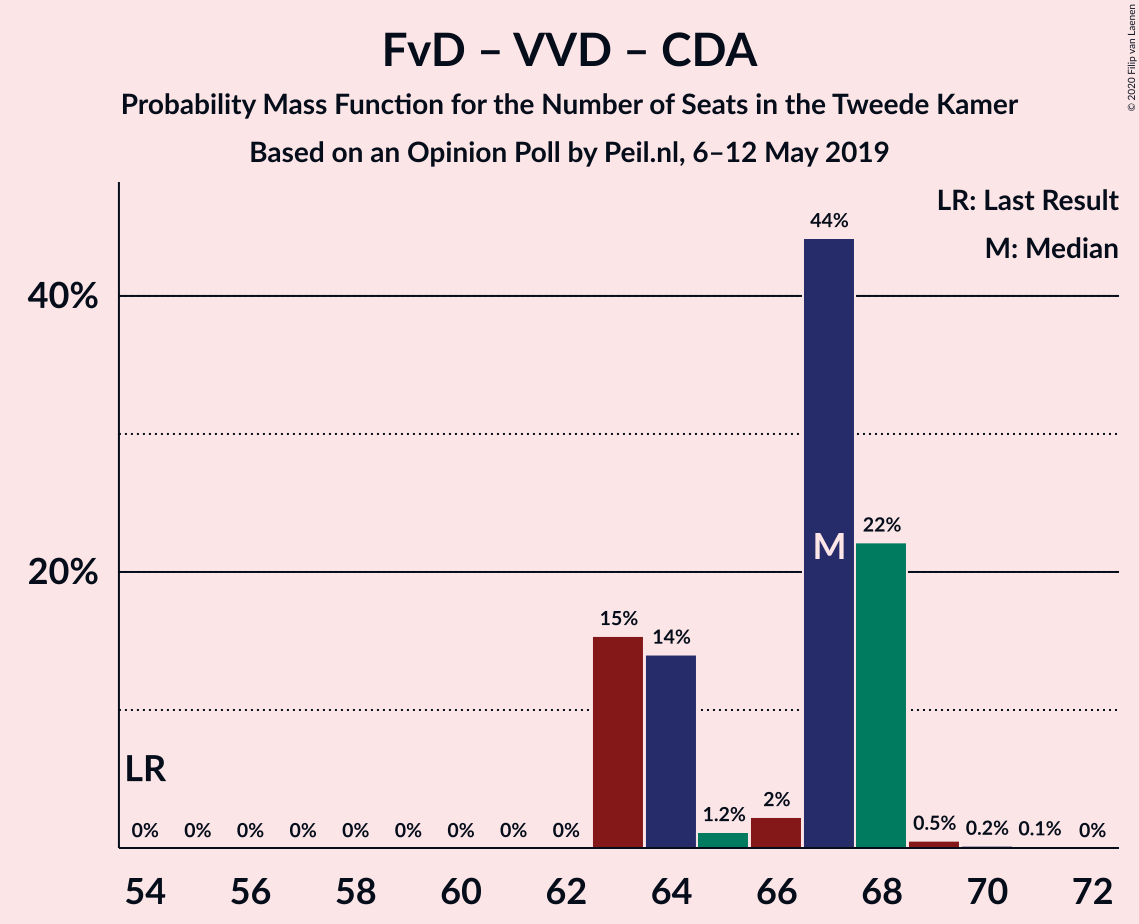 FvD – VVD – CDA
Probability Mass Function for the Number of Seats in the Tweede Kamer
Based on an Opinion Poll by Peil.nl, 6–12 May 2019
© 2020 Filip van Laenen
LR: Last Result
M: Median
44%
40%
22%
M
20%
15%
14%
LR
0% 0% 0% 0% 0% 0% 0% 0% 0% 1.2% 2% 0.5% 0.2% 0.1% 0%
54 56 58 60 62 64 66 68 70 72